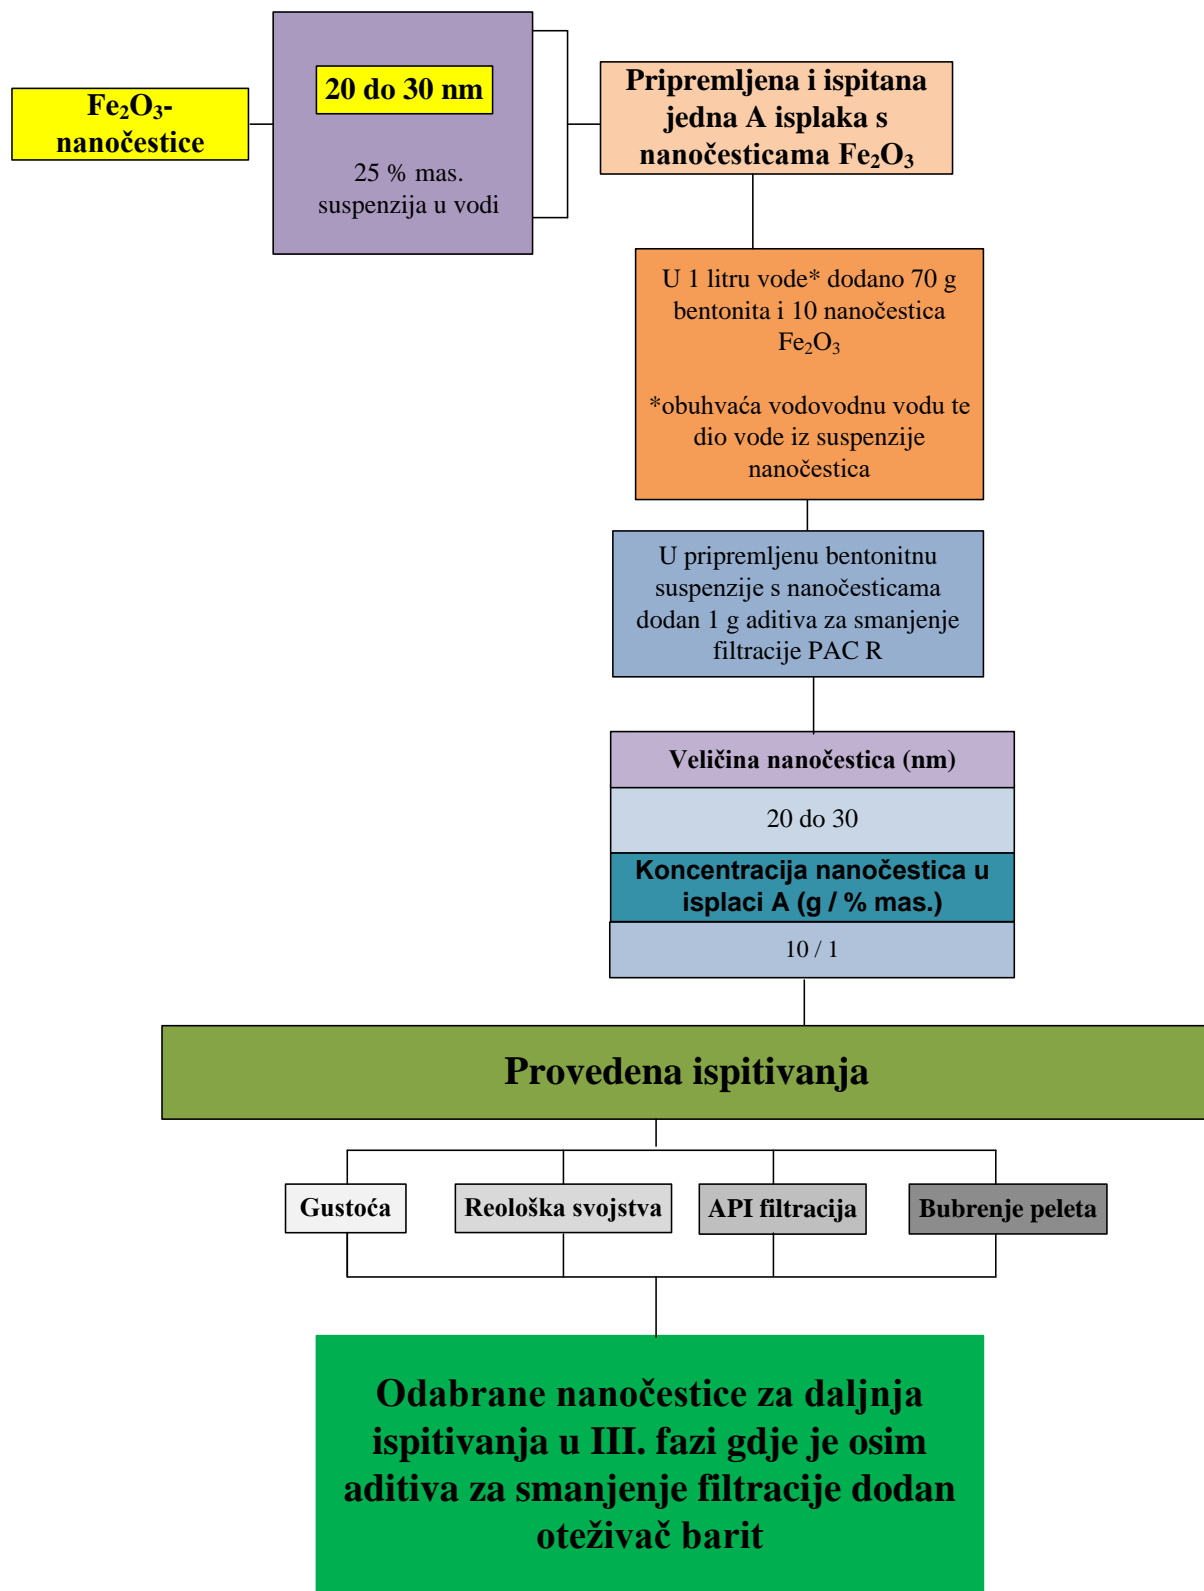 Fe₂O₃-
nanočestice
20 do 30 nm
25 % mas.
suspenzija u vodi
Pripremljena i ispitana
jedna A isplaka s
nanočesticama Fe₂O₃
U 1 litru vode* dodano 70 g
bentonita i 10 nanočestica
Fe₂O₃
*obuhvaća vodovodnu vodu te
dio vode iz suspenzije
nanočestica
U pripremljenu bentonitnu
suspenzije s nanočesticama
dodan 1 g aditiva za smanjenje
filtracije PAC R
Veličina nanočestica (nm)
20 do 30
Koncentracija nanočestica u
isplaci A (g / % mas.)
10 / 1
Provedena ispitivanja
Gustoća
Reološka svojstva
API filtracija
Bubrenje peleta
Odabrane nanočestice za daljnja
ispitivanja u III. fazi gdje je osim
aditiva za smanjenje filtracije dodan
oteživač barit